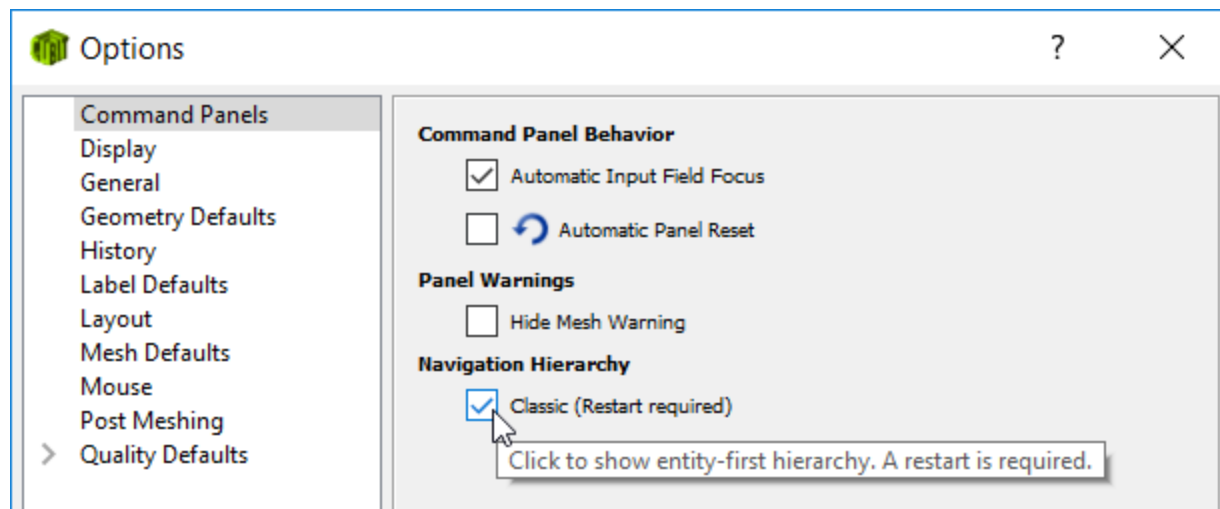 Options
?
Command Panels
Display
General
Geometry Defaults
History
Label Defaults
Layout
Mesh Defaults
Mouse
Post Meshing
Quality Defaults
Command Panel Behavior
Automatic Input Field Focus
Automatic Panel Reset
Panel Warnings
Hide Mesh Warning
Navigation Hierarchy
Classic (Restart required)
Click to show entity-first hierarchy. A restart is required.